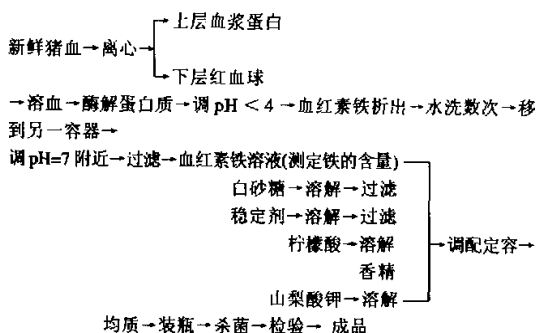 上层血浆蛋白
新鲜猪血→离心→
下层红血球
→溶血→酶解蛋白质→调pH＜4→血红素铁析出→水洗数次→移
到另一容器→
调pH=7附近→过滤→血红素铁溶液(测定铁的含量)
白砂糖→溶解→过滤
稳定剂→溶解→过滤
柠檬酸→溶解
→调配定容→
香精
山梨酸钾→溶解
均质→装瓶→杀菌→检验→ 成品